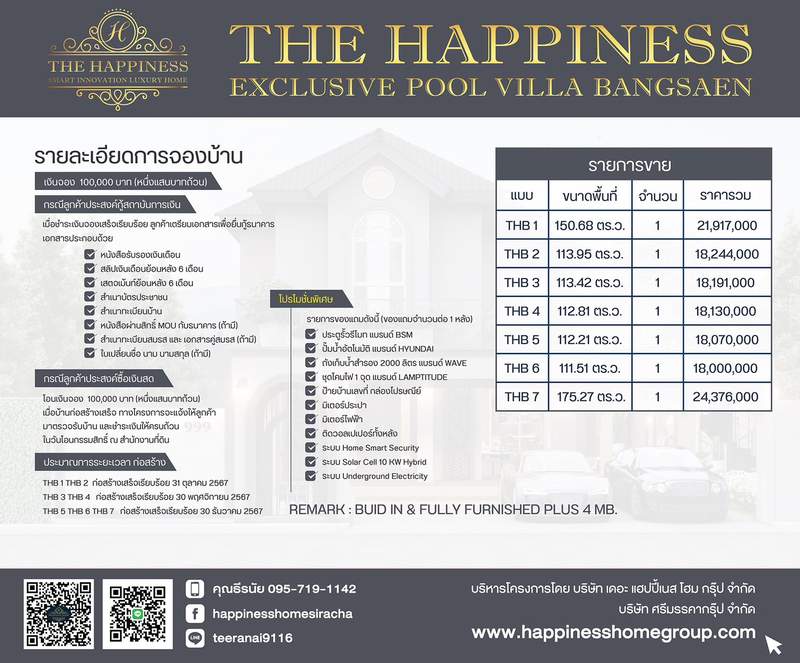 H
THE HAPPINESS
SMART INNOVATION LUXURY HOME
THE HAPPINESS
EXCLUSIVE POOL VILLA BANGSAEN
รายละเอียดการจองบ้าน
เงินจอง 100,000 บาท (หนึ่งแสนบาทถ้วน)
กรณีลูกค้าประสงค์กู้สถาบันการเงิน
เมื่อชำระเงินจองเสร็จเรียบร้อย ลูกค้าเตรียมเอกสารเพื่อยื่นกู้ธนาคาร
เอกสารประกอบด้วย
หนังสือรับรองเงินเดือน
สลิปเงินเดือนย้อนหลัง 6 เดือน
เสตจเม้นท์ย้อนหลัง 6 เดือน
สำเนาบัตรประชาชน
สำเนาทะเบียนบ้าน
หนังสือผ่านสิทธิ์ MOU กับธนาคาร (ถ้ามี)
สำเนาทะเบียนสมรส และ เอกสารคู่สมรส (ถ้ามี)
ใบเปลี่ยนชื่อ นาม นามสกุล (ถ้ามี)
กรณีลูกค้าประสงค์ซื้อเงินสด
โอนเงินจอง 100,000 บาท (หนึ่งแสนบาทถ้วน)
เมื่อบ้านก่อสร้างเสร็จ ทางโครงการจะแจ้งให้ลูกค้า
มาตรวจรับบ้าน และชำระเงินให้ครบถ้วน
ในวันโอนกรรมสิทธิ์ ณ สำนักงานที่ดิน
ประมาณการระยะเวลา ก่อสร้าง
THB 1 THB 2 ก่อสร้างเสร็จเรียบร้อย 31 ตุลาคม 2567
THB 3 THB 4 ก่อสร้างเสร็จเรียบร้อย 30 พฤศจิกายน 2567
THB 5 THB 6 THB 7 ก่อสร้างเสร็จเรียบร้อย 30 ธันวาคม 2567
โปรโมชั่นพิเศษ
รายการของแถมดังนี้ (ของแถมจำนวนต่อ 1 หลัง)
ประตูรั้วรีโมท แบรนด์ BSM
ปั๊มน้ำอัตโนมัติ แบรนด์ HYUNDAI
ถังเก็บน้ำสำรอง 2000 ลิตร แบรนด์ WAVE
ชุดโคมไฟ 1 จุด แบรนด์ LAMPTITUDE
ป้ายบ้านเลขที่ กล่องไปรษณีย์
มิเตอร์ประปา
มิเตอร์ไฟฟ้า
ติดวอลเปเปอร์ทั้งหลัง
ระบบ Home Smart Security
ระบบ Solar Cell 10 KW Hybrid
ระบบ Underground Electricity
REMARK : BUID IN & FULLY FURNISHED PLUS 4 MB.
รายการขาย
แบบ ขนาดพื้นที่ จำนวน ราคารวม
THB 1 150.68 ตร.ว. 1 21,917,000
THB 2 113.95 ตร.ว. 1 18,244,000
THB 3 113.42 ตร.ว. 1 18,191,000
THB 4 112.81 ตร.ว. 1 18,130,000
THB 5 112.21 ตร.ว. 1 18,070,000
THB 6 111.51 ตร.ว. 1 18,000,000
THB 7 175.27 ตร.ว. 1 24,376,000
999
คุณธีรนัย 095-719-1142
happinesshomesiracha
teeranai9116
บริหารโครงการโดย บริษัท เดอะ แฮปปี้เนส โฮม กรุ๊ป จำกัด
บริษัท ศรีมรรคากรุ๊ป จำกัด
www.happinesshomegroup.com